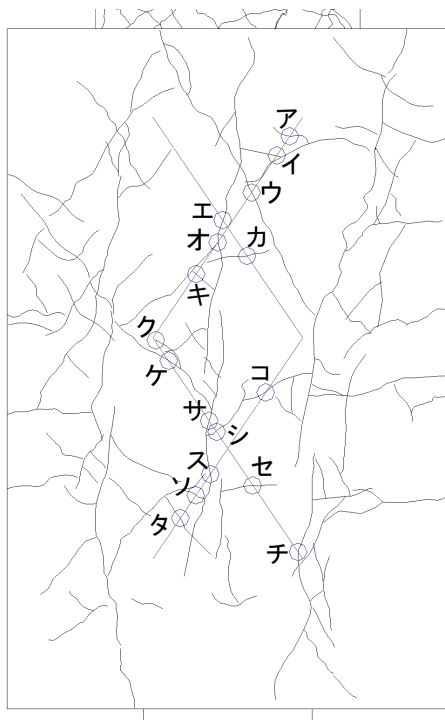 ア
イ
ウ
エ
オ
カ
キ
ク
ケ
コ
サ
シ
ス
セ
ソ
タ
チ